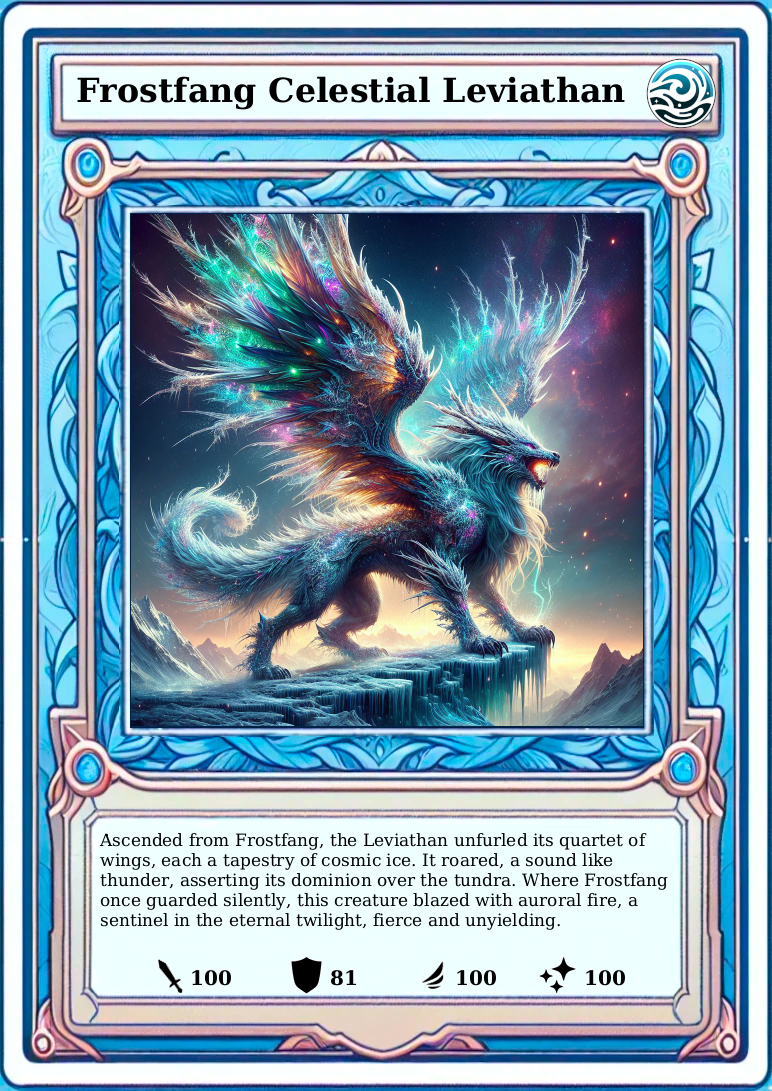 Frostfang Celestial Leviathan
Ascended from Frostfang, the Leviathan unfurled its quartet of
wings, each a tapestry of cosmic ice. It roared, a sound like
thunder, asserting its dominion over the tundra. Where Frostfang
once guarded silently, this creature blazed with auroral fire, a
sentinel in the eternal twilight, fierce and unyielding.
100 81 100 100